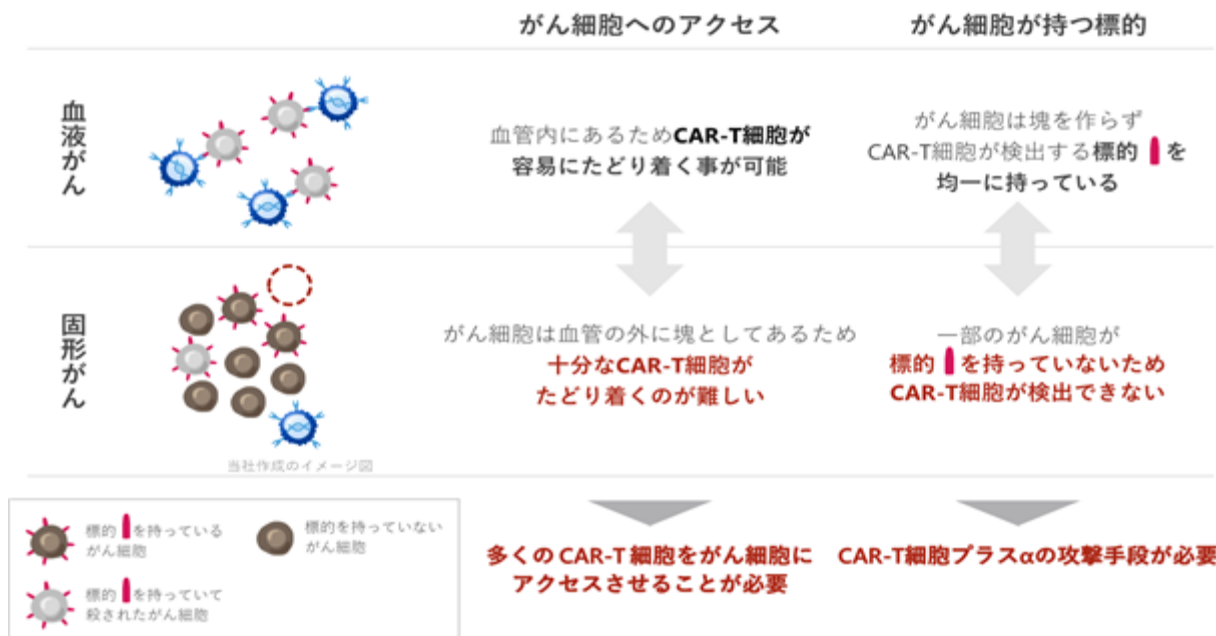 がん細胞へのアクセス
がん細胞が持つ標的
血液がん
血管内にあるためCAR-T細胞が
容易にたどり着く事が可能
がん細胞は塊を作らず
CAR-T細胞が検出する標的を
均一に持っている
固形がん
がん細胞は血管の外に塊としてあるため
十分なCAR-T細胞が
たどり着くのが難しい
一部のがん細胞が
標的を持っていないため
CAR-T細胞が検出できない
当社作成のイメージ図
標的を持っている
がん細胞
標的を持っていない
がん細胞
標的を持っていて
殺されたがん細胞
多くのCAR-T細胞をがん細胞に
アクセスさせることが必要
CAR-T細胞プラスαの攻撃手段が必要